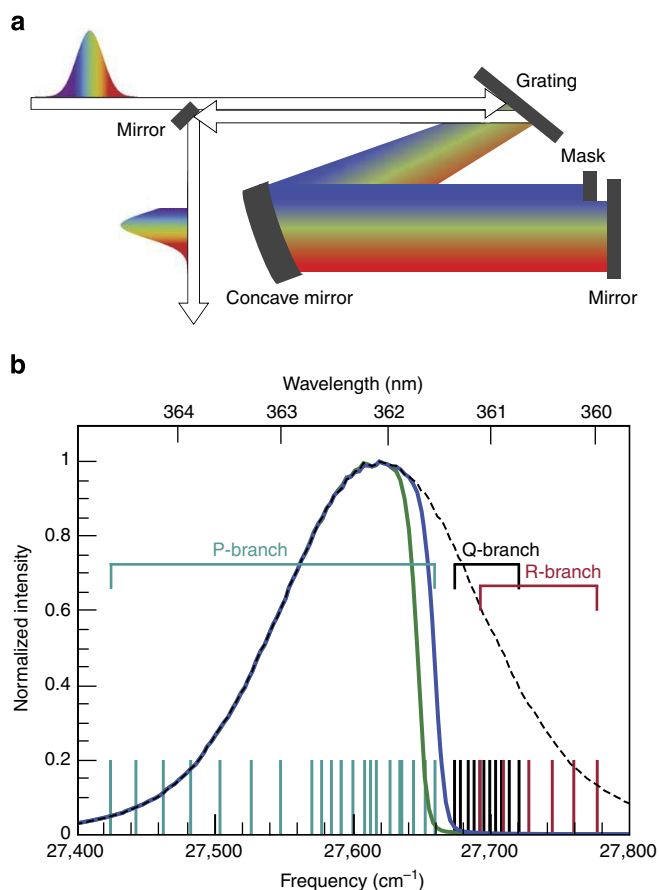 a
Grating
Mirror
Mask
Concave mirror
Mirror
b
Wavelength (nm)
364 363 362 361 360
Normalized intensity
1
0.8
0.6
0.4
0.2
0
P-branch
Q-branch
R-branch
27,400 27,500 27,600 27,700 27,800
Frequency (cm⁻¹)